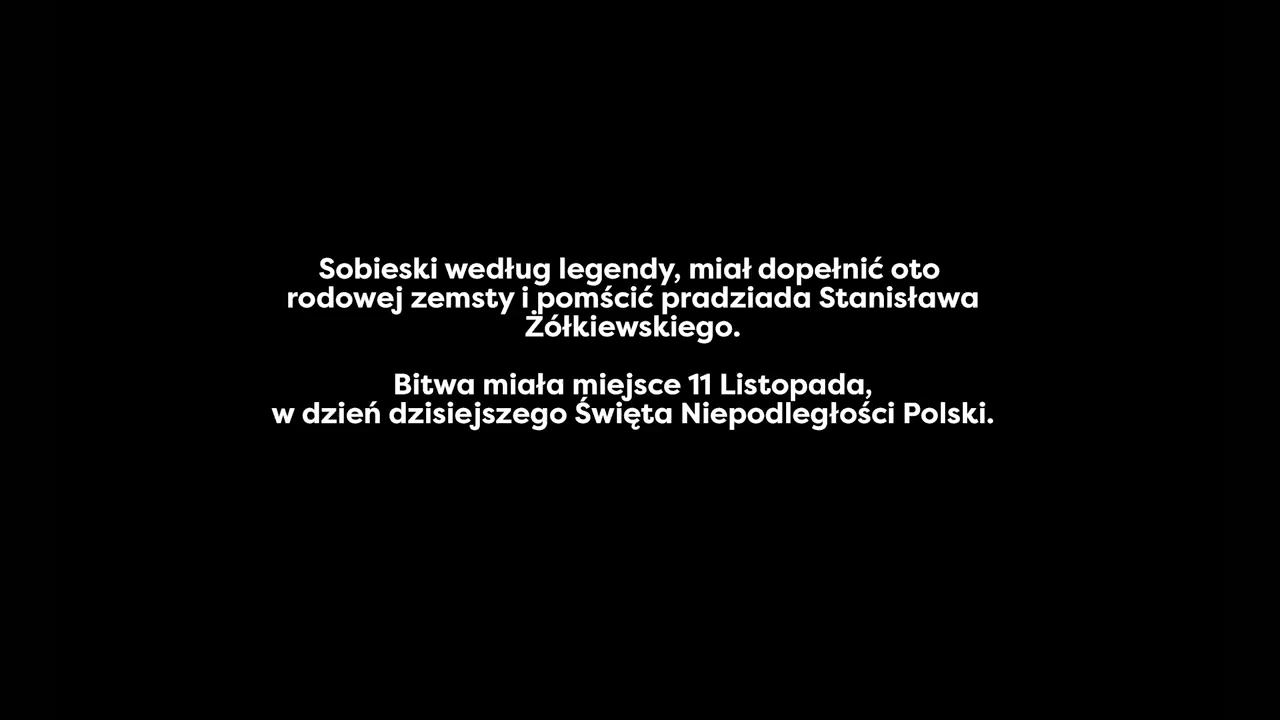 Sobieski według legendy, miał dopełnić oto
rodowej zemsty i pomścić pradziada Stanisława
Żółkiewskiego.
Bitwa miała miejsce 11 Listopada,
w dzień dzisiejszego Święta Niepodległości Polski.